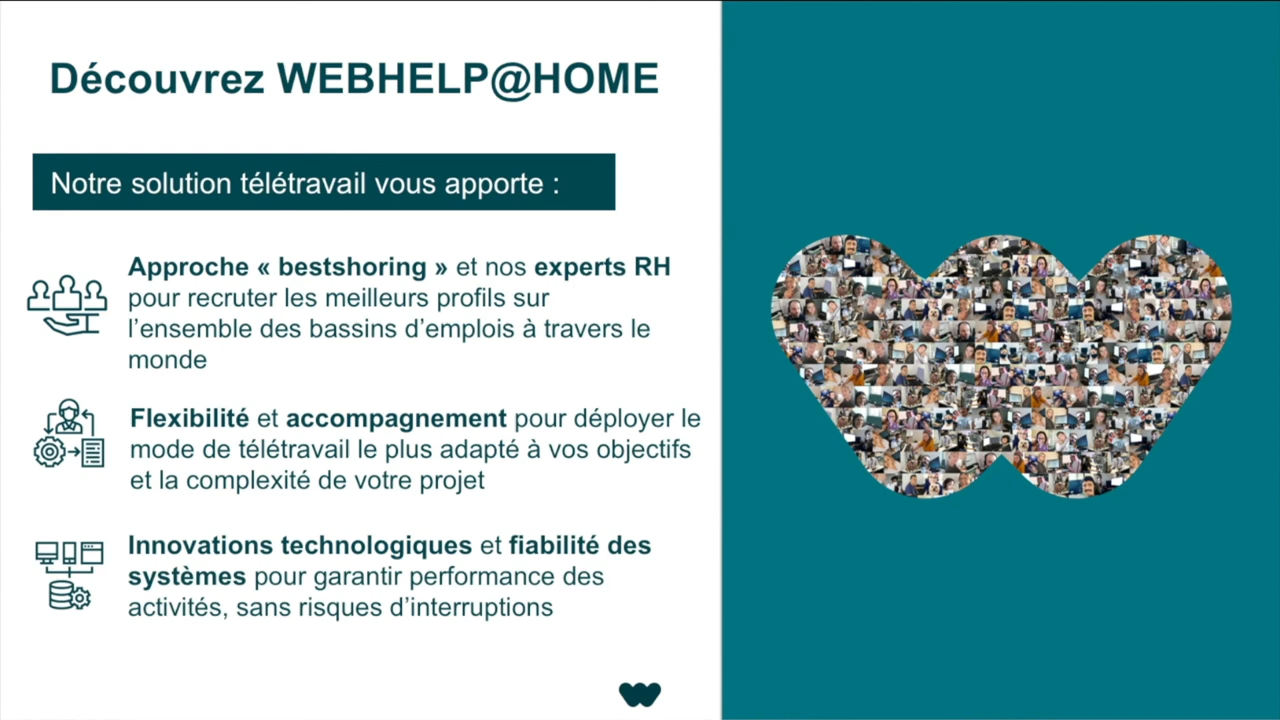 Découvrez WEBHELP@HOME
Notre solution télétravail vous apporte :
Approche « bestshoring » et nos experts RH
pour recruter les meilleurs profils sur
l’ensemble des bassins d’emplois à travers le
monde
Flexibilité et accompagnement pour déployer le
mode de télétravail le plus adapté à vos objectifs
et la complexité de votre projet
Innovations technologiques et fiabilité des
systèmes pour garantir performance des
activités, sans risques d’interruptions